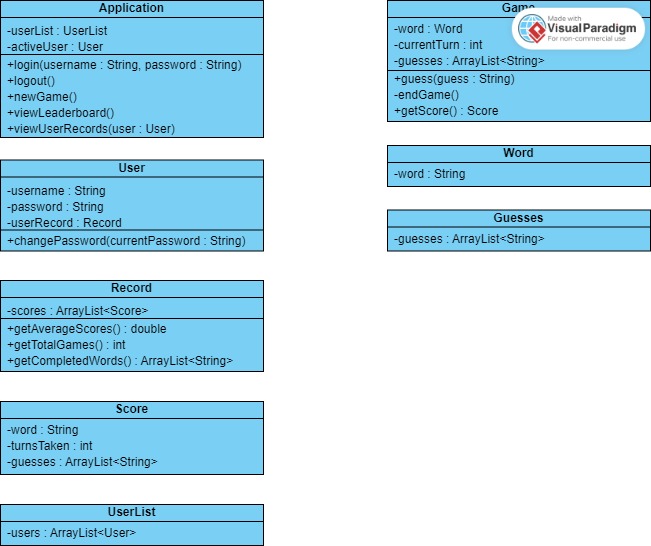 Application
-userList : UserList
-activeUser : User
+login(username : String, password : String)
+logout()
+newGame()
+viewLeaderboard()
+viewUserRecords(user : User)
User
-username : String
-password : String
-userRecord : Record
+changePassword(currentPassword : String)
Record
-scores : ArrayList<Score>
+getAverageScores() : double
+getTotalGames() : int
+getCompletedWords() : ArrayList<String>
Score
-word : String
-turnsTaken : int
-guesses : ArrayList<String>
UserList
-users : ArrayList<User>
Game
-word : Word
-currentTurn : int
-guesses : ArrayList<String>
+guess(guess : String)
-endGame()
+getScore() : Score
Made with
VisualParadigm
For non-commercial use
Word
-word : String
Guesses
-guesses : ArrayList<String>